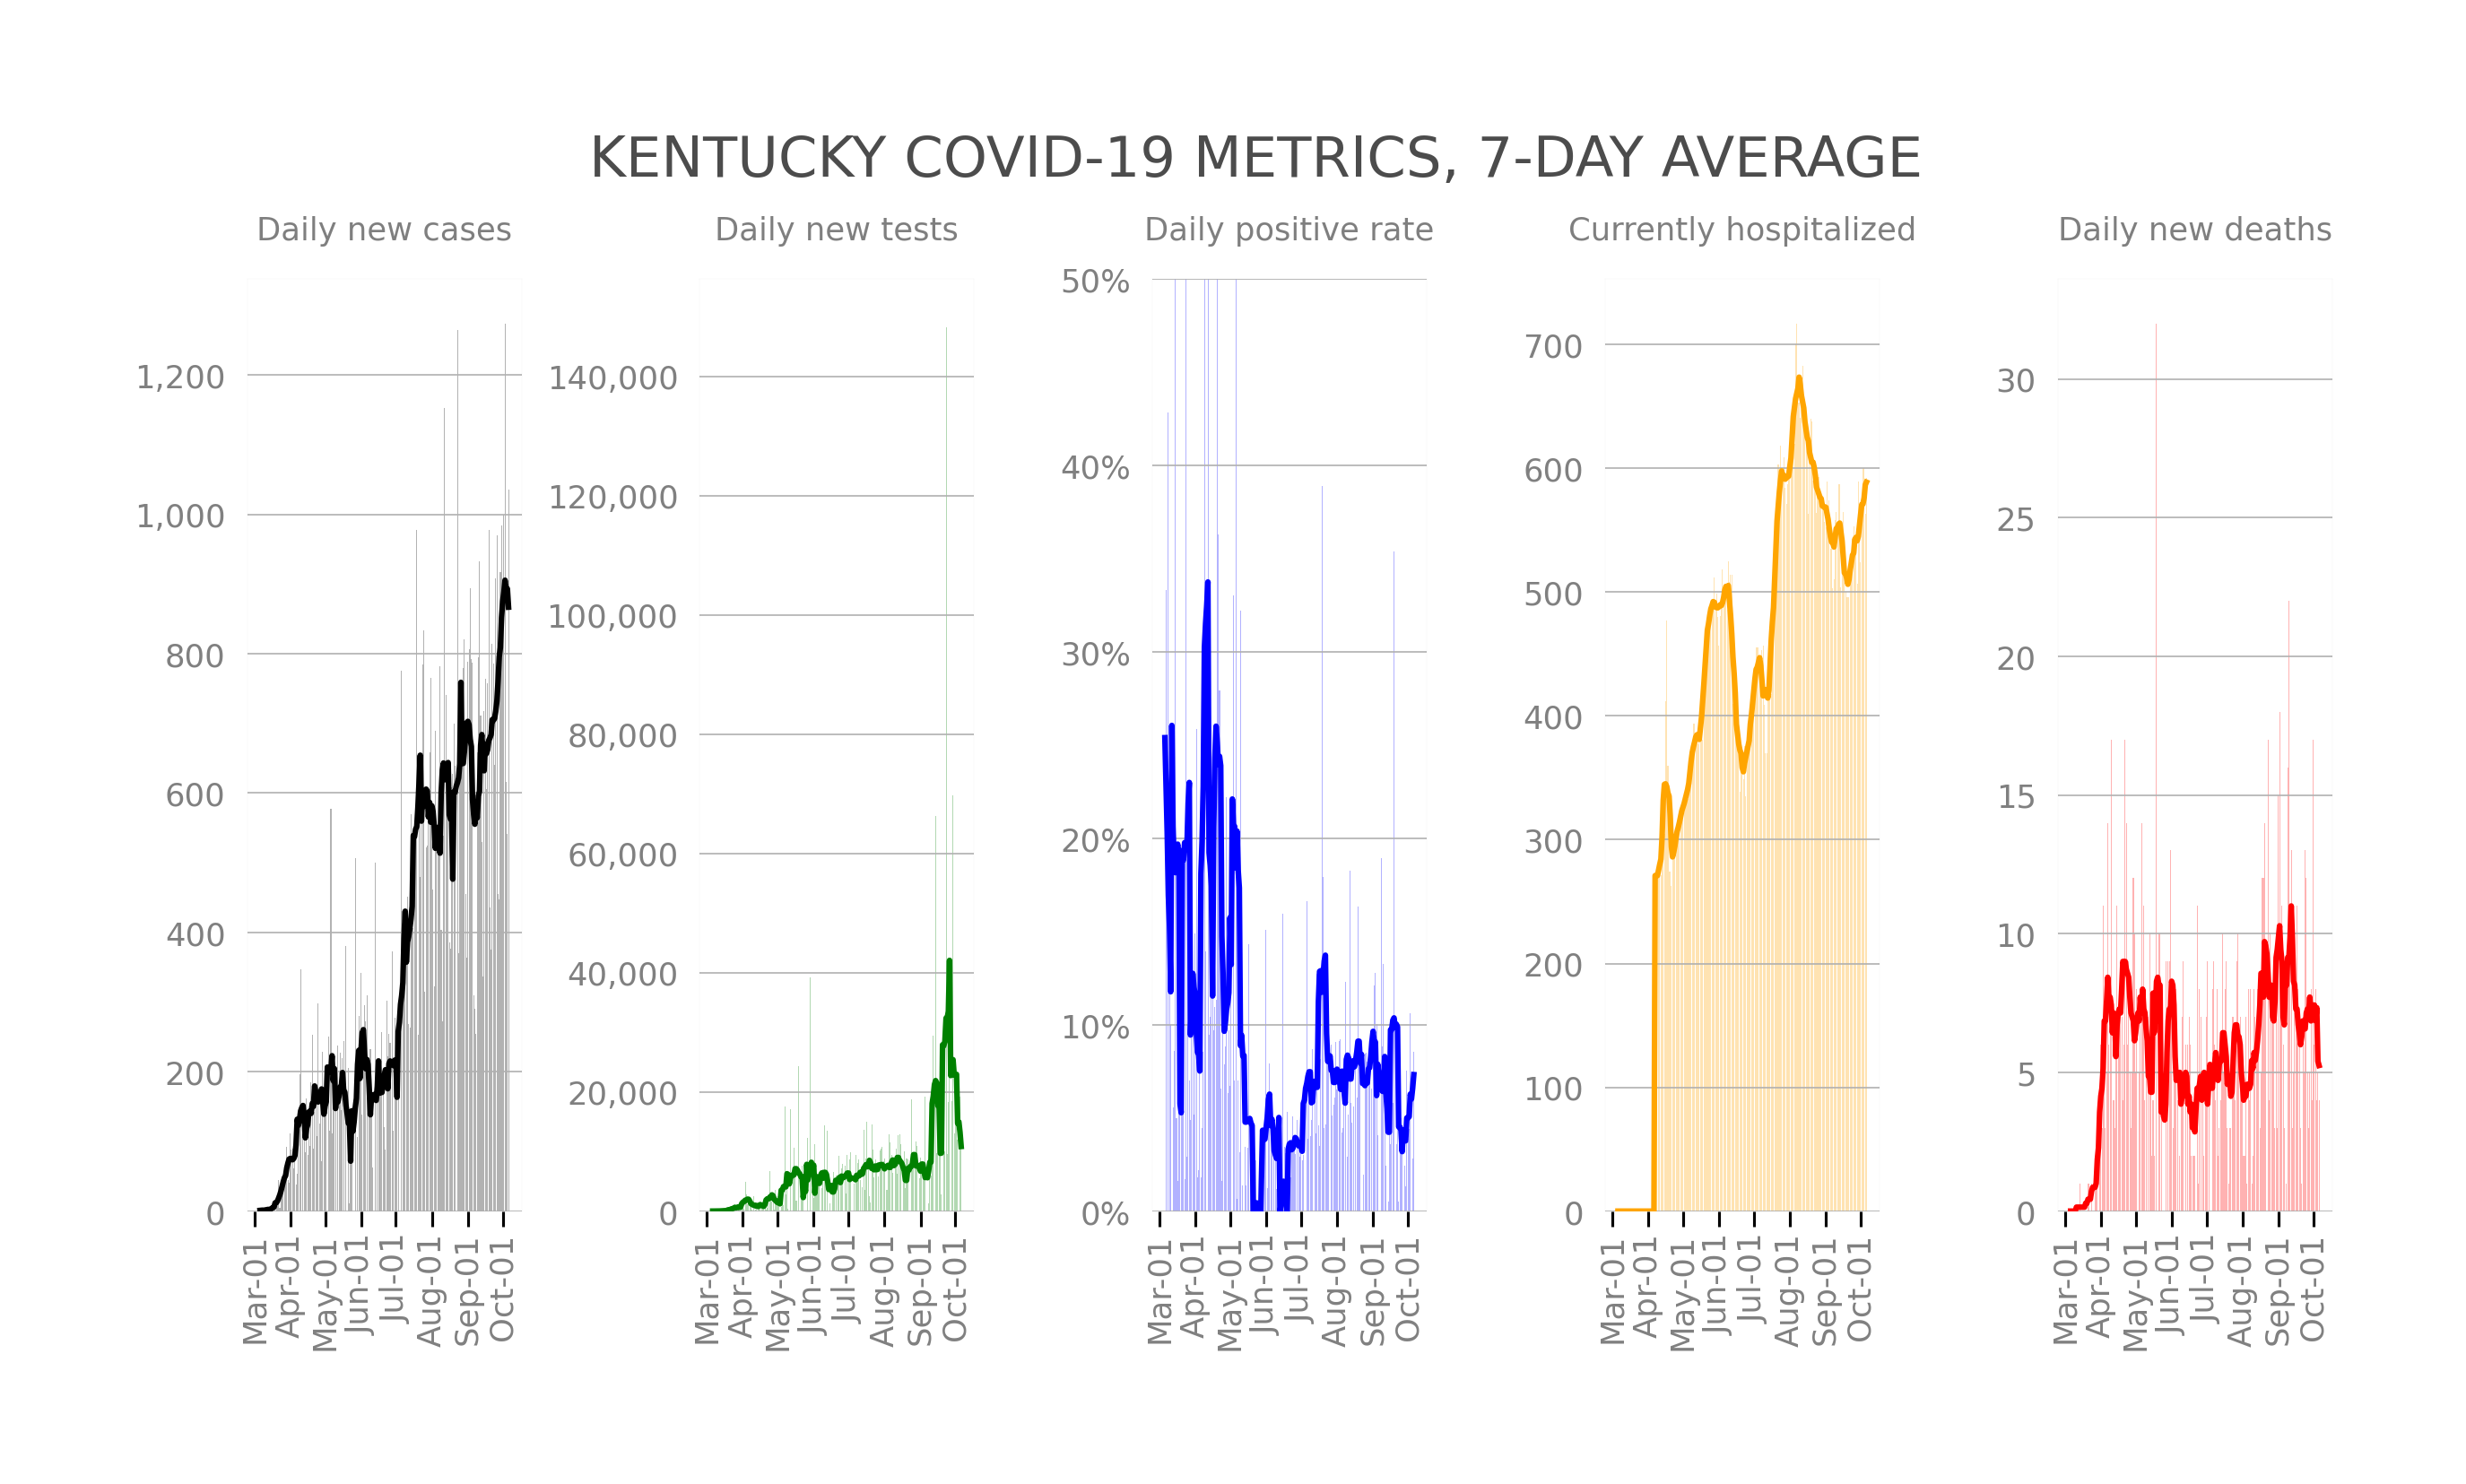 KENTUCKY COVID-19 METRICS, 7-DAY AVERAGE
Daily new cases
1,200
1,000
800
600
400
200
0
Mar-01
Apr-01
May-01
Jun-01
Jul-01
Aug-01
Sep-01
Oct-01
Daily new tests
140,000
120,000
100,000
80,000
60,000
40,000
20,000
0
Mar-01
Apr-01
May-01
Jun-01
Jul-01
Aug-01
Sep-01
Oct-01
Daily positive rate
50%
40%
30%
20%
10%
0%
Mar-01
Apr-01
May-01
Jun-01
Jul-01
Aug-01
Sep-01
Oct-01
Currently hospitalized
700
600
500
400
300
200
100
0
Mar-01
Apr-01
May-01
Jun-01
Jul-01
Aug-01
Sep-01
Oct-01
Daily new deaths
30
25
20
15
10
5
0
Mar-01
Apr-01
May-01
Jun-01
Jul-01
Aug-01
Sep-01
Oct-01